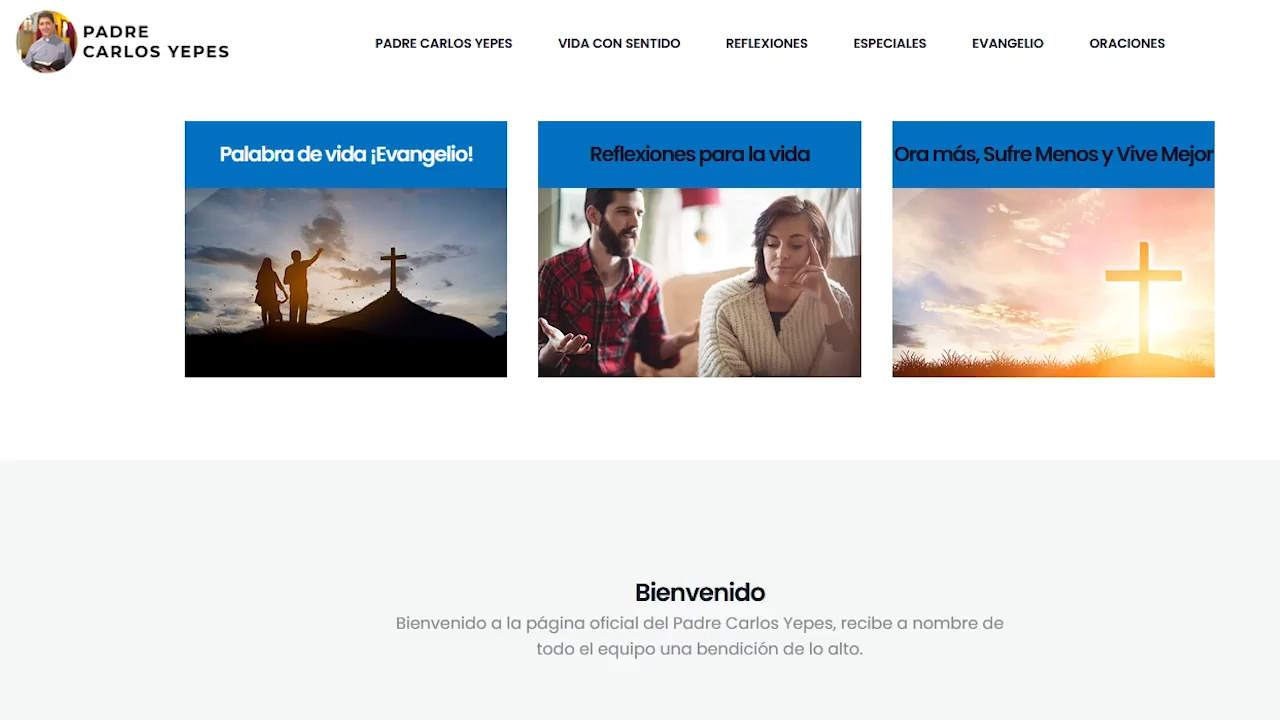 PADRE
CARLOS YEPES
PADRE CARLOS YEPES
VIDA CON SENTIDO
REFLEXIONES
ESPECIALES
EVANGELIO
ORACIONES
Palabra de vida ¡Evangelio!
Reflexiones para la vida
Ora más, Sufre Menos y Vive Mejor
Bienvenido
Bienvenido a la página oficial del Padre Carlos Yepes, recibe a nombre de
todo el equipo una bendición de lo alto.